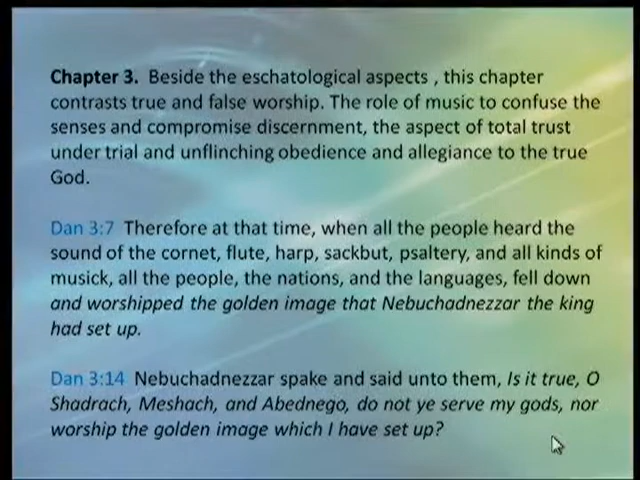 Chapter 3. Beside the eschatological aspects , this chapter
contrasts true and false worship. The role of music to confuse the
senses and compromise discernment, the aspect of total trust
under trial and unflinching obedience and allegiance to the true
God.
Dan 3:7 Therefore at that time, when all the people heard the
sound of the cornet, flute, harp, sackbut, psaltery, and all kinds of
musick, all the people, the nations, and the languages, fell down
and worshipped the golden image that Nebuchadnezzar the king
had set up.
Dan 3:14 Nebuchadnezzar spake and said unto them, Is it true, O
Shadrach, Meshach, and Abednego, do not ye serve my gods, nor
worship the golden image which I have set up?